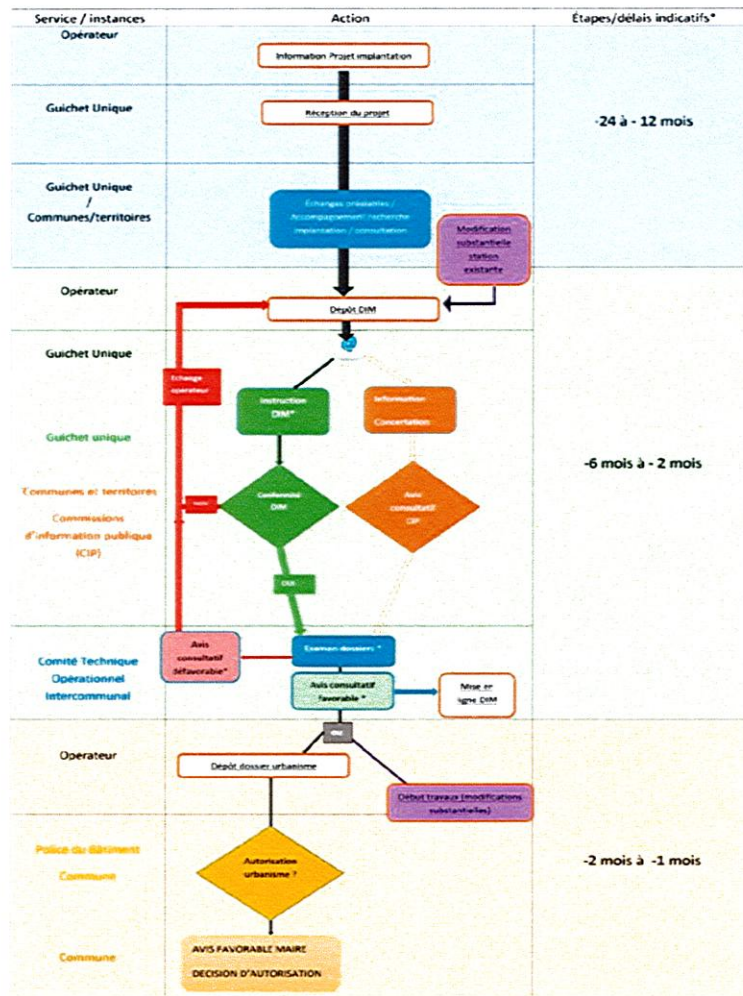 Service / instances
Action
Étapes/délais indicatifs*
Opérateur
Information Projet implantation
Guichet Unique
Réception du projet
-24 à - 12 mois
Guichet Unique
/
Communes/territoires
Échanges préalables /
Accompagnement recherche
implantation / consultation
Modification
substantielle
station
existante
Opérateur
Dépôt DIM
Guichet Unique
Echange
opérateur
Instruction
DIM*
Information
Concertation
Guichet unique
-6 mois à - 2 mois
Communes et territoires
Commissions
d'information publique
(CIP)
Conformité
DIM
Avis
consultatif
CIP
OUI
Avis
consultatif
défavorable*
Examen dossiers *
Comité Technique
Opérationnel
Intercommunal
Avis consultatif
favorable *
Mise en
ligne DIM
OU
Opérateur
Dépôt dossier urbanisme
Début travaux (modifications
substantielles)
Police du Bâtiment
Commune
Autorisation
urbanisme ?
-2 mois à -1 mois
Commune
AVIS FAVORABLE MAIRE
DECISION D'AUTORISATION